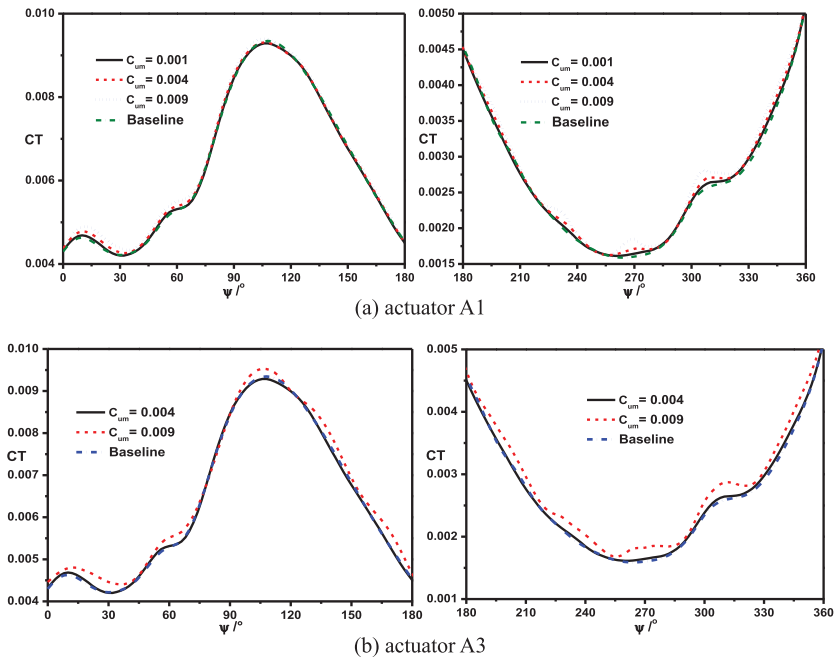 0.010
0.008
CT
0.006
0.004
C_um = 0.001
C_um = 0.004
C_um = 0.009
Baseline
0 30 60 90 120 150 180
Ψ /°
0.0050
0.0045
0.0040
0.0035
CT
0.0030
0.0025
0.0020
0.0015
C_um = 0.001
C_um = 0.004
C_um = 0.009
Baseline
180 210 240 270 300 330 360
Ψ /°
(a) actuator A1
0.010
0.009
0.008
CT
0.007
0.006
0.005
0.004
C_um = 0.004
C_um = 0.009
Baseline
0 30 60 90 120 150 180
Ψ /°
0.005
0.004
CT
0.003
0.002
0.001
C_um = 0.004
C_um = 0.009
Baseline
180 210 240 270 300 330 360
Ψ /°
(b) actuator A3